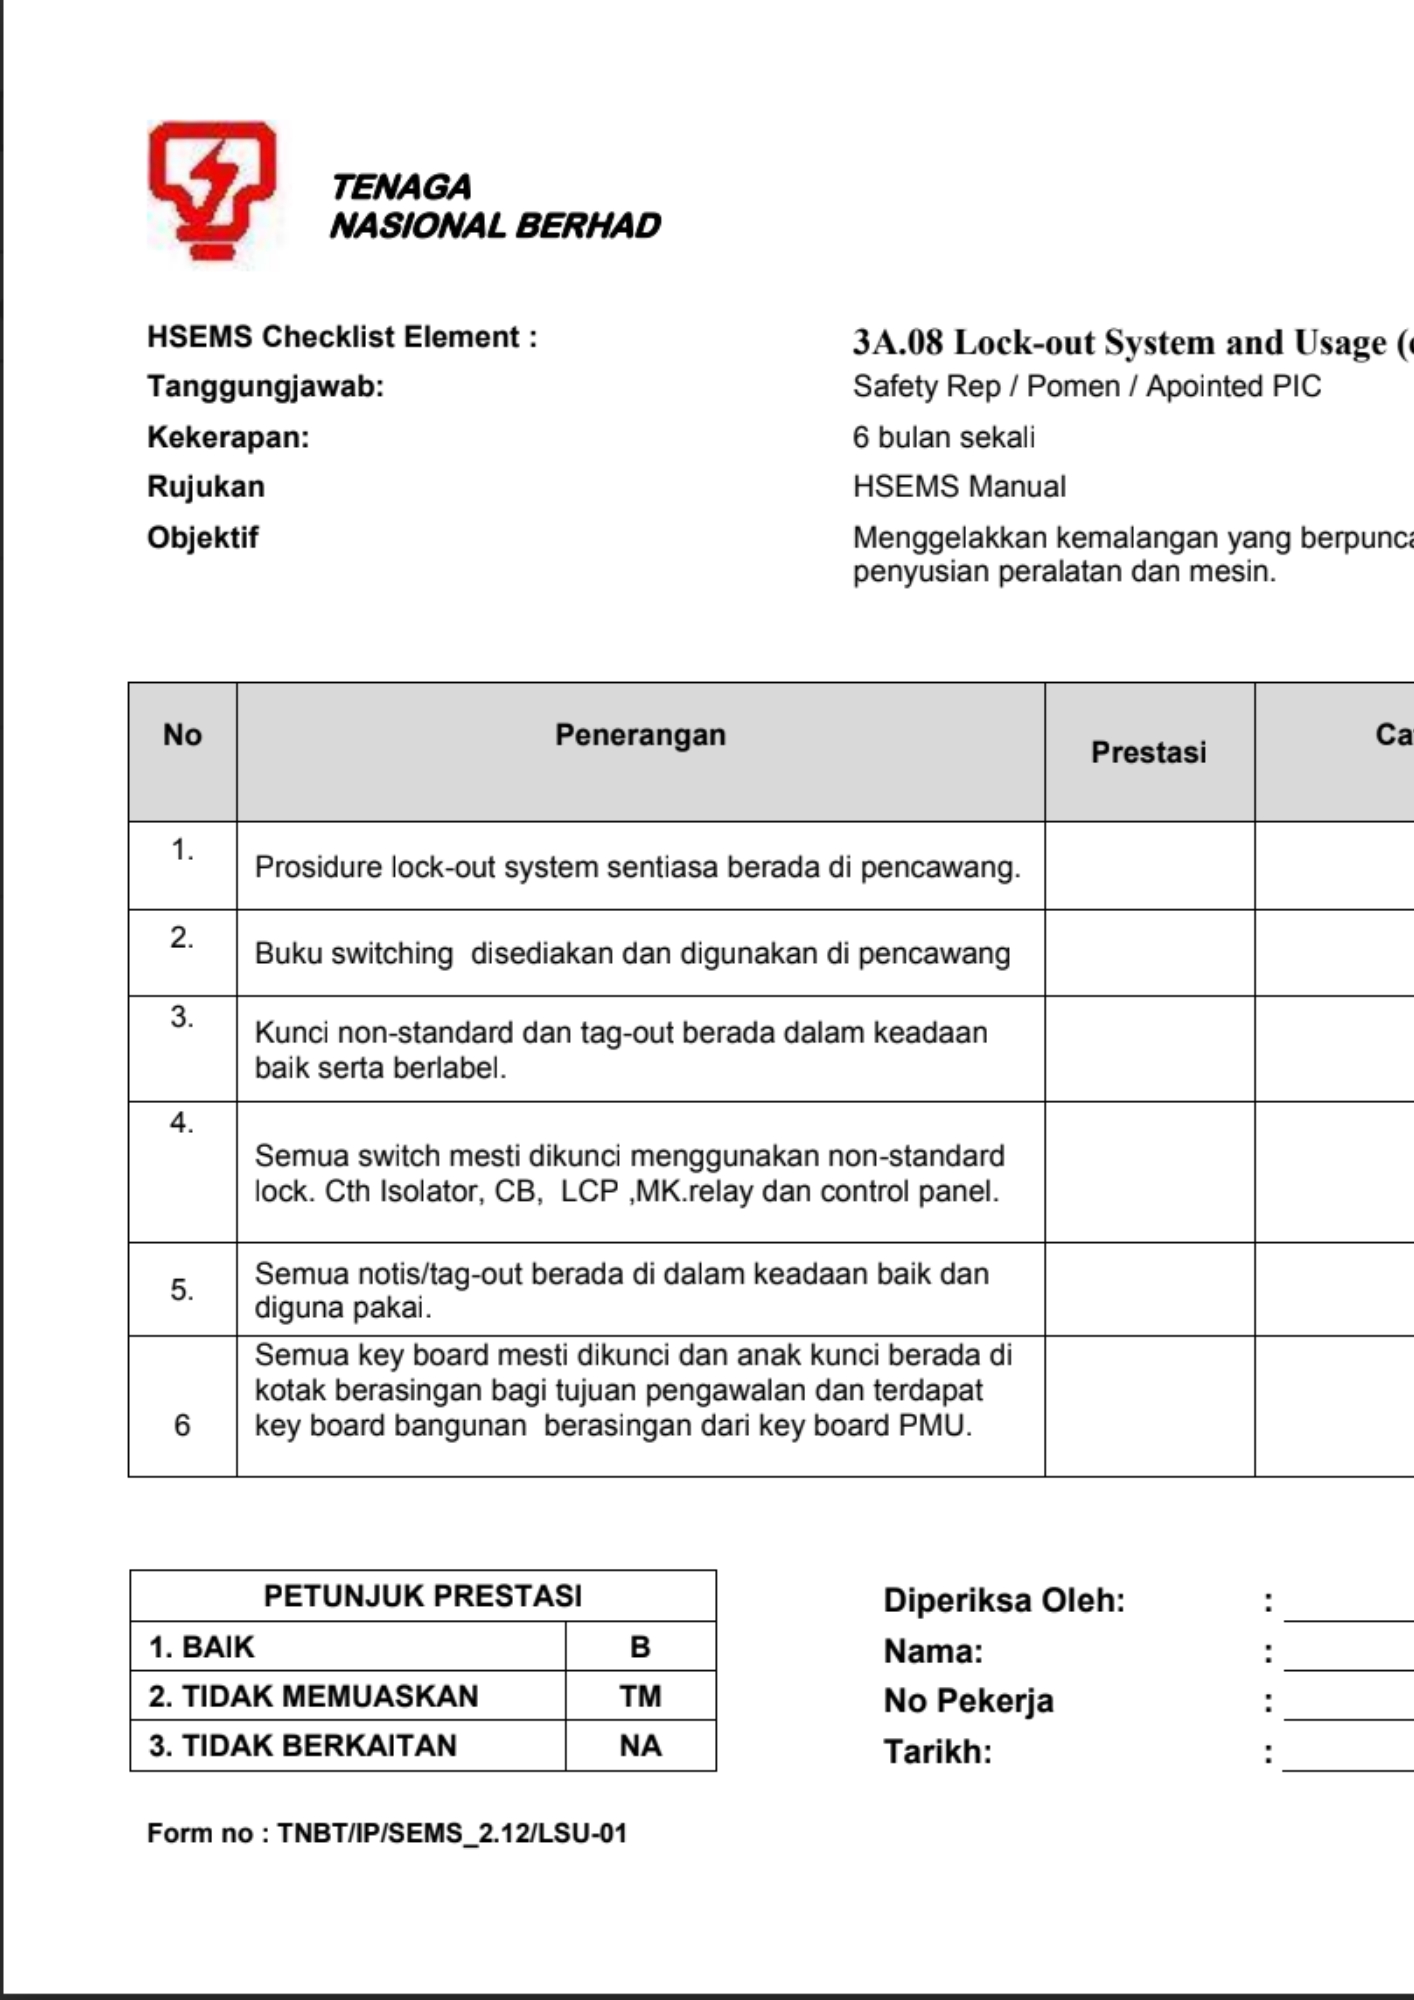 TENAGA
NASIONAL BERHAD
HSEMS Checklist Element :
3A.08 Lock-out System and Usage (
Tanggungjawab:
Safety Rep / Pomen / Apointed PIC
Kekerapan:
6 bulan sekali
Rujukan
HSEMS Manual
Objektif
Menggelakkan kemalangan yang berpunca
penyusian peralatan dan mesin.
No
Penerangan
Prestasi
Ca
1.
Prosidure lock-out system sentiasa berada di pencawang.
2.
Buku switching  disediakan dan digunakan di pencawang
3.
Kunci non-standard dan tag-out berada dalam keadaan
baik serta berlabel.
4.
Semua switch mesti dikunci menggunakan non-standard
lock. Cth Isolator, CB,  LCP ,MK.relay dan control panel.
5.
Semua notis/tag-out berada di dalam keadaan baik dan
diguna pakai.
6
Semua key board mesti dikunci dan anak kunci berada di
kotak berasingan bagi tujuan pengawalan dan terdapat
key board bangunan  berasingan dari key board PMU.
PETUNJUK PRESTASI
1. BAIK B
2. TIDAK MEMUASKAN TM
3. TIDAK BERKAITAN NA
Diperiksa Oleh: :
Nama: :
No Pekerja :
Tarikh: :
Form no : TNBT/IP/SEMS_2.12/LSU-01